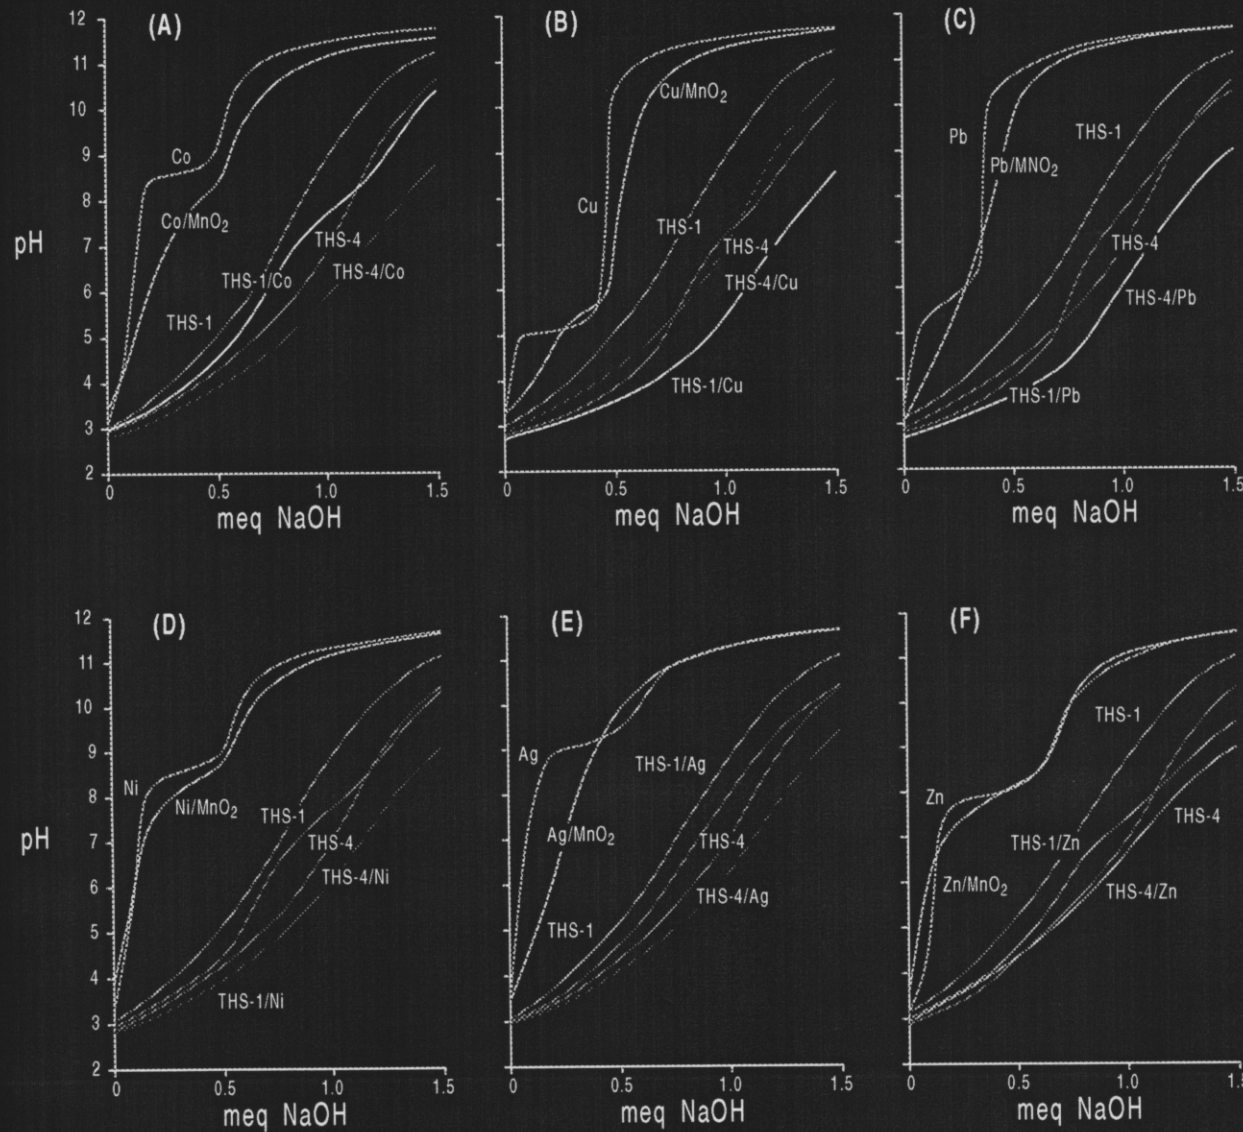 (A)
12
11
10
9
8
7
6
5
4
3
2
pH
Co
Co/MnO2
THS-4
THS-1/Co
THS-4/Co
THS-1
0
0.5
1.0
1.5
meq NaOH
(B)
Cu/MnO2
Cu
THS-1
THS-4
THS-4/Cu
THS-1/Cu
0
0.5
1.0
1.5
meq NaOH
(C)
Pb
THS-1
Pb/MNO2
THS-4
THS-4/Pb
THS-1/Pb
0
0.5
1.0
1.5
meq NaOH
(D)
12
11
10
9
8
7
6
5
4
3
2
pH
Ni
Ni/MnO2
THS-1
THS-4
THS-4/Ni
THS-1/Ni
0
0.5
1.0
1.5
meq NaOH
(E)
Ag
THS-1/Ag
Ag/MnO2
THS-4
THS-4/Ag
THS-1
0
0.5
1.0
1.5
meq NaOH
(F)
THS-1
Zn
THS-1/Zn
THS-4
Zn/MnO2
THS-4/Zn
0
0.5
1.0
1.5
meq NaOH